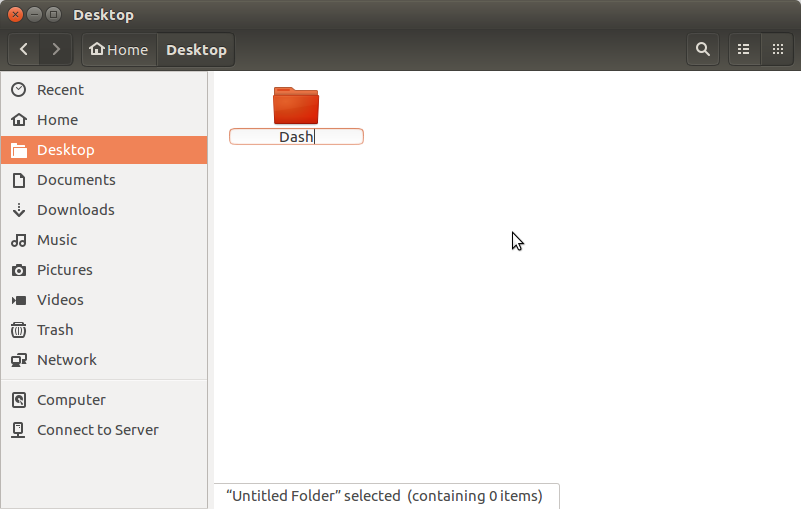 Desktop
Home Desktop
Recent
Home
Desktop
Documents
Downloads
Music
Pictures
Videos
Trash
Network
Computer
Connect to Server
Dash
“Untitled Folder” selected (containing 0 items)